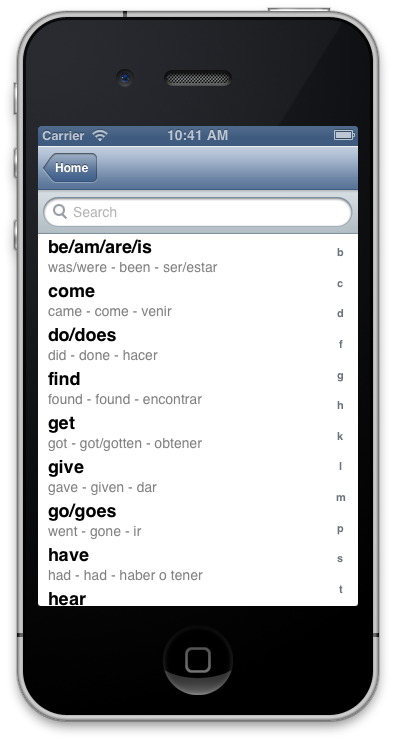 Carrier 10:41 AM
Home
Search
be/am/are/is
was/were - been - ser/estar
come
came - come - venir
do/does
did - done - hacer
find
found - found - encontrar
get
got - got/gotten - obtener
give
gave - given - dar
go/goes
went - gone - ir
have
had - had - haber o tener
hear
b
c
d
f
g
h
k
l
m
p
s
t